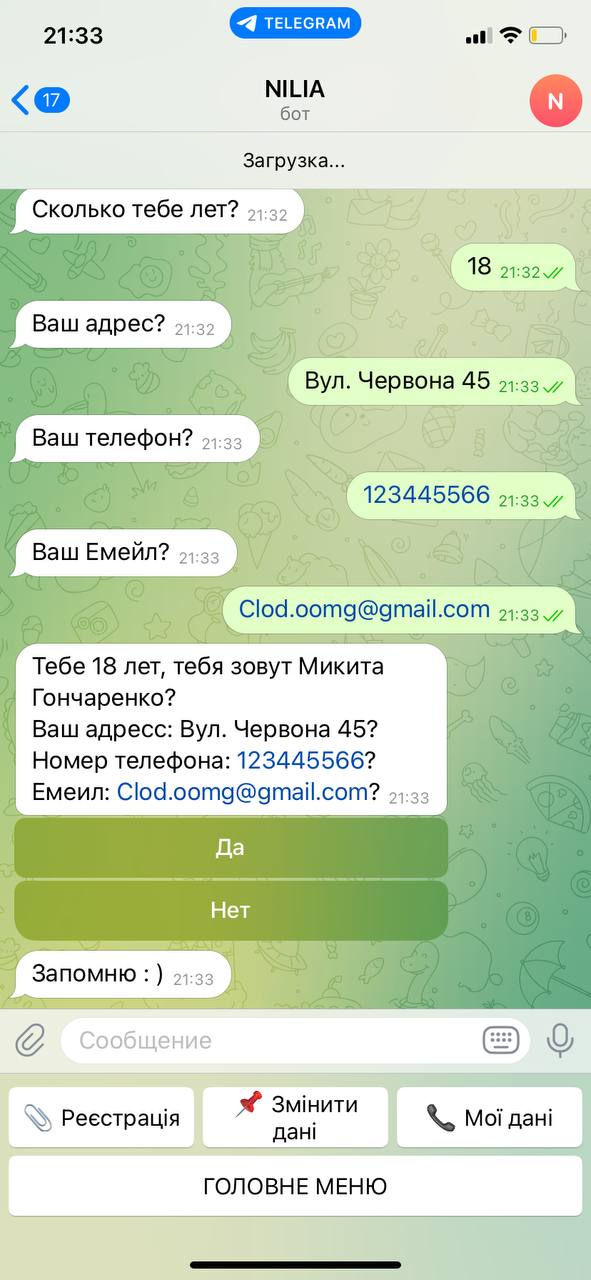 21:33
TELEGRAM
17
NILIA
бот
N
Загрузка...
Сколько тебе лет? 21:32
18 21:32
Ваш адрес? 21:32
Вул. Червона 45 21:33
Ваш телефон? 21:33
123445566 21:33
Ваш Емейл? 21:33
Clod.oomg@gmail.com 21:33
Тебе 18 лет, тебя зовут Микита
Гончаренко?
Ваш адресс: Вул. Червона 45?
Номер телефона: 123445566?
Емеил: Clod.oomg@gmail.com? 21:33
Да
Нет
Запомню : ) 21:33
Сообщение
Реєстрація
Змінити
дані
Мої дані
ГОЛОВНЕ МЕНЮ